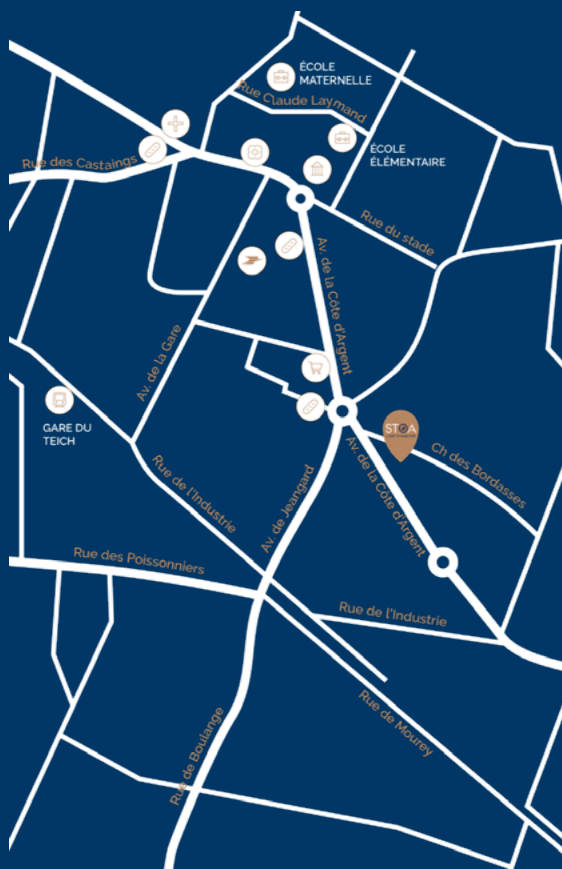 ÉCOLE
MATERNELLE
Rue Claude Laymand
ÉCOLE
ÉLÉMENTAIRE
Rue des Castaings
Rue du stade
Av. de la Côte d'Argent
Av. de la Gare
GARE DU
TEICH
STOA
Ch des Bordasses
Av. de la Côte d'Argent
Rue de l'Industrie
Av. de Jeangard
Rue des Poissonniers
Rue de l'Industrie
Rue de Mourey
Rue de Boulange